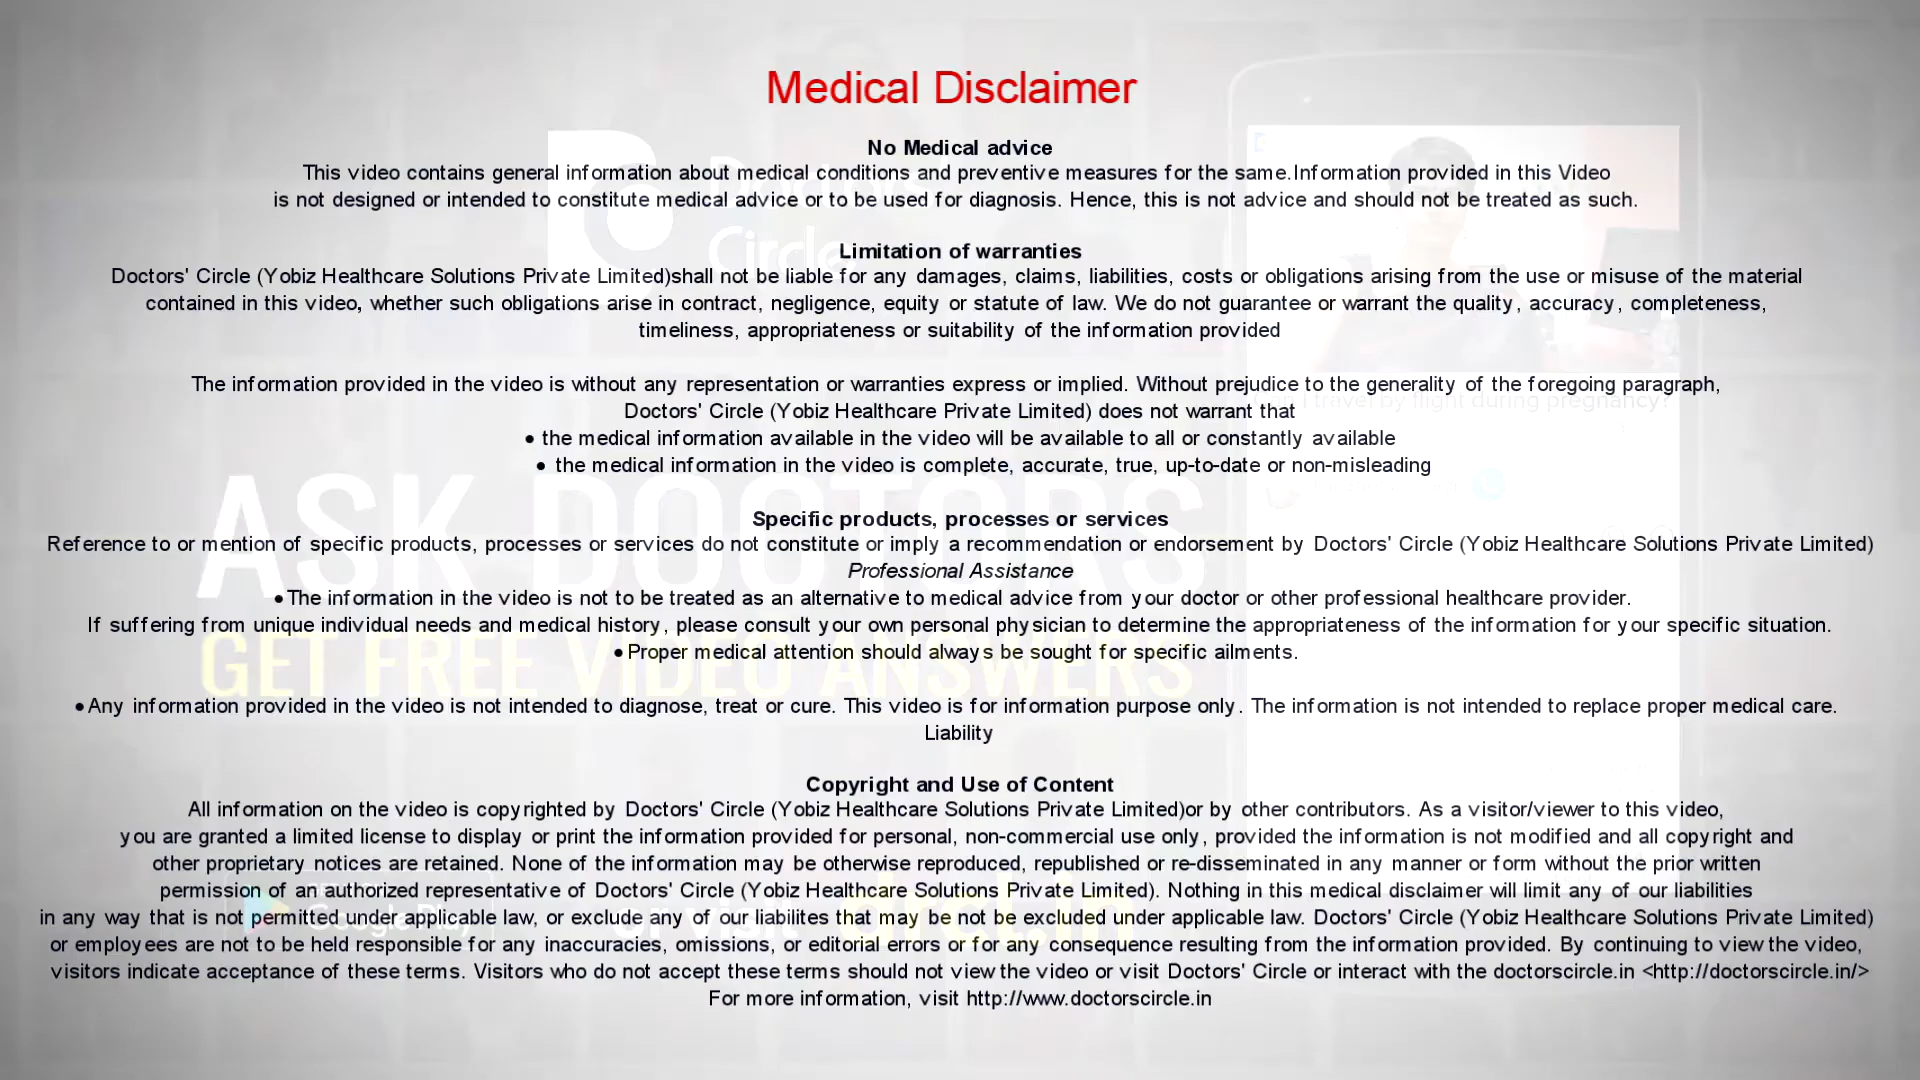 Medical Disclaimer
No Medical advice
This video contains general information about medical conditions and preventive measures for the same.Information provided in this Video
is not designed or intended to constitute medical advice or to be used for diagnosis. Hence, this is not advice and should not be treated as such.
Limitation of warranties
Doctors' Circle (Yobiz Healthcare Solutions Private Limited)shall not be liable for any damages, claims, liabilities, costs or obligations arising from the use or misuse of the material
contained in this video, whether such obligations arise in contract, negligence, equity or statute of law. We do not guarantee or warrant the quality, accuracy, completeness,
timeliness, appropriateness or suitability of the information provided
The information provided in the video is without any representation or warranties express or implied. Without prejudice to the generality of the foregoing paragraph,
Doctors' Circle (Yobiz Healthcare Private Limited) does not warrant that
• the medical information available in the video will be available to all or constantly available
• the medical information in the video is complete, accurate, true, up-to-date or non-misleading
Specific products, processes or services
Reference to or mention of specific products, processes or services do not constitute or imply a recommendation or endorsement by Doctors' Circle (Yobiz Healthcare Solutions Private Limited)
Professional Assistance
•The information in the video is not to be treated as an alternative to medical advice from your doctor or other professional healthcare provider.
If suffering from unique individual needs and medical history, please consult your own personal physician to determine the appropriateness of the information for your specific situation.
•Proper medical attention should always be sought for specific ailments.
•Any information provided in the video is not intended to diagnose, treat or cure. This video is for information purpose only. The information is not intended to replace proper medical care.
Liability
Copyright and Use of Content
All information on the video is copyrighted by Doctors' Circle (Yobiz Healthcare Solutions Private Limited)or by other contributors. As a visitor/viewer to this video,
you are granted a limited license to display or print the information provided for personal, non-commercial use only, provided the information is not modified and all copyright and
other proprietary notices are retained. None of the information may be otherwise reproduced, republished or re-disseminated in any manner or form without the prior written
permission of an authorized representative of Doctors' Circle (Yobiz Healthcare Solutions Private Limited). Nothing in this medical disclaimer will limit any of our liabilities
in any way that is not permitted under applicable law, or exclude any of our liabilites that may be not be excluded under applicable law. Doctors' Circle (Yobiz Healthcare Solutions Private Limited)
or employees are not to be held responsible for any inaccuracies, omissions, or editorial errors or for any consequence resulting from the information provided. By continuing to view the video,
visitors indicate acceptance of these terms. Visitors who do not accept these terms should not view the video or visit Doctors' Circle or interact with the doctorscircle.in <http://doctorscircle.in/>
For more information, visit http://www.doctorscircle.in
Doctors'
Circle
Can I travel by flight during pregnancy?
ASK DOCTORS
GET FREE VIDEO ANSWERS
Google Play
or visit drct.in